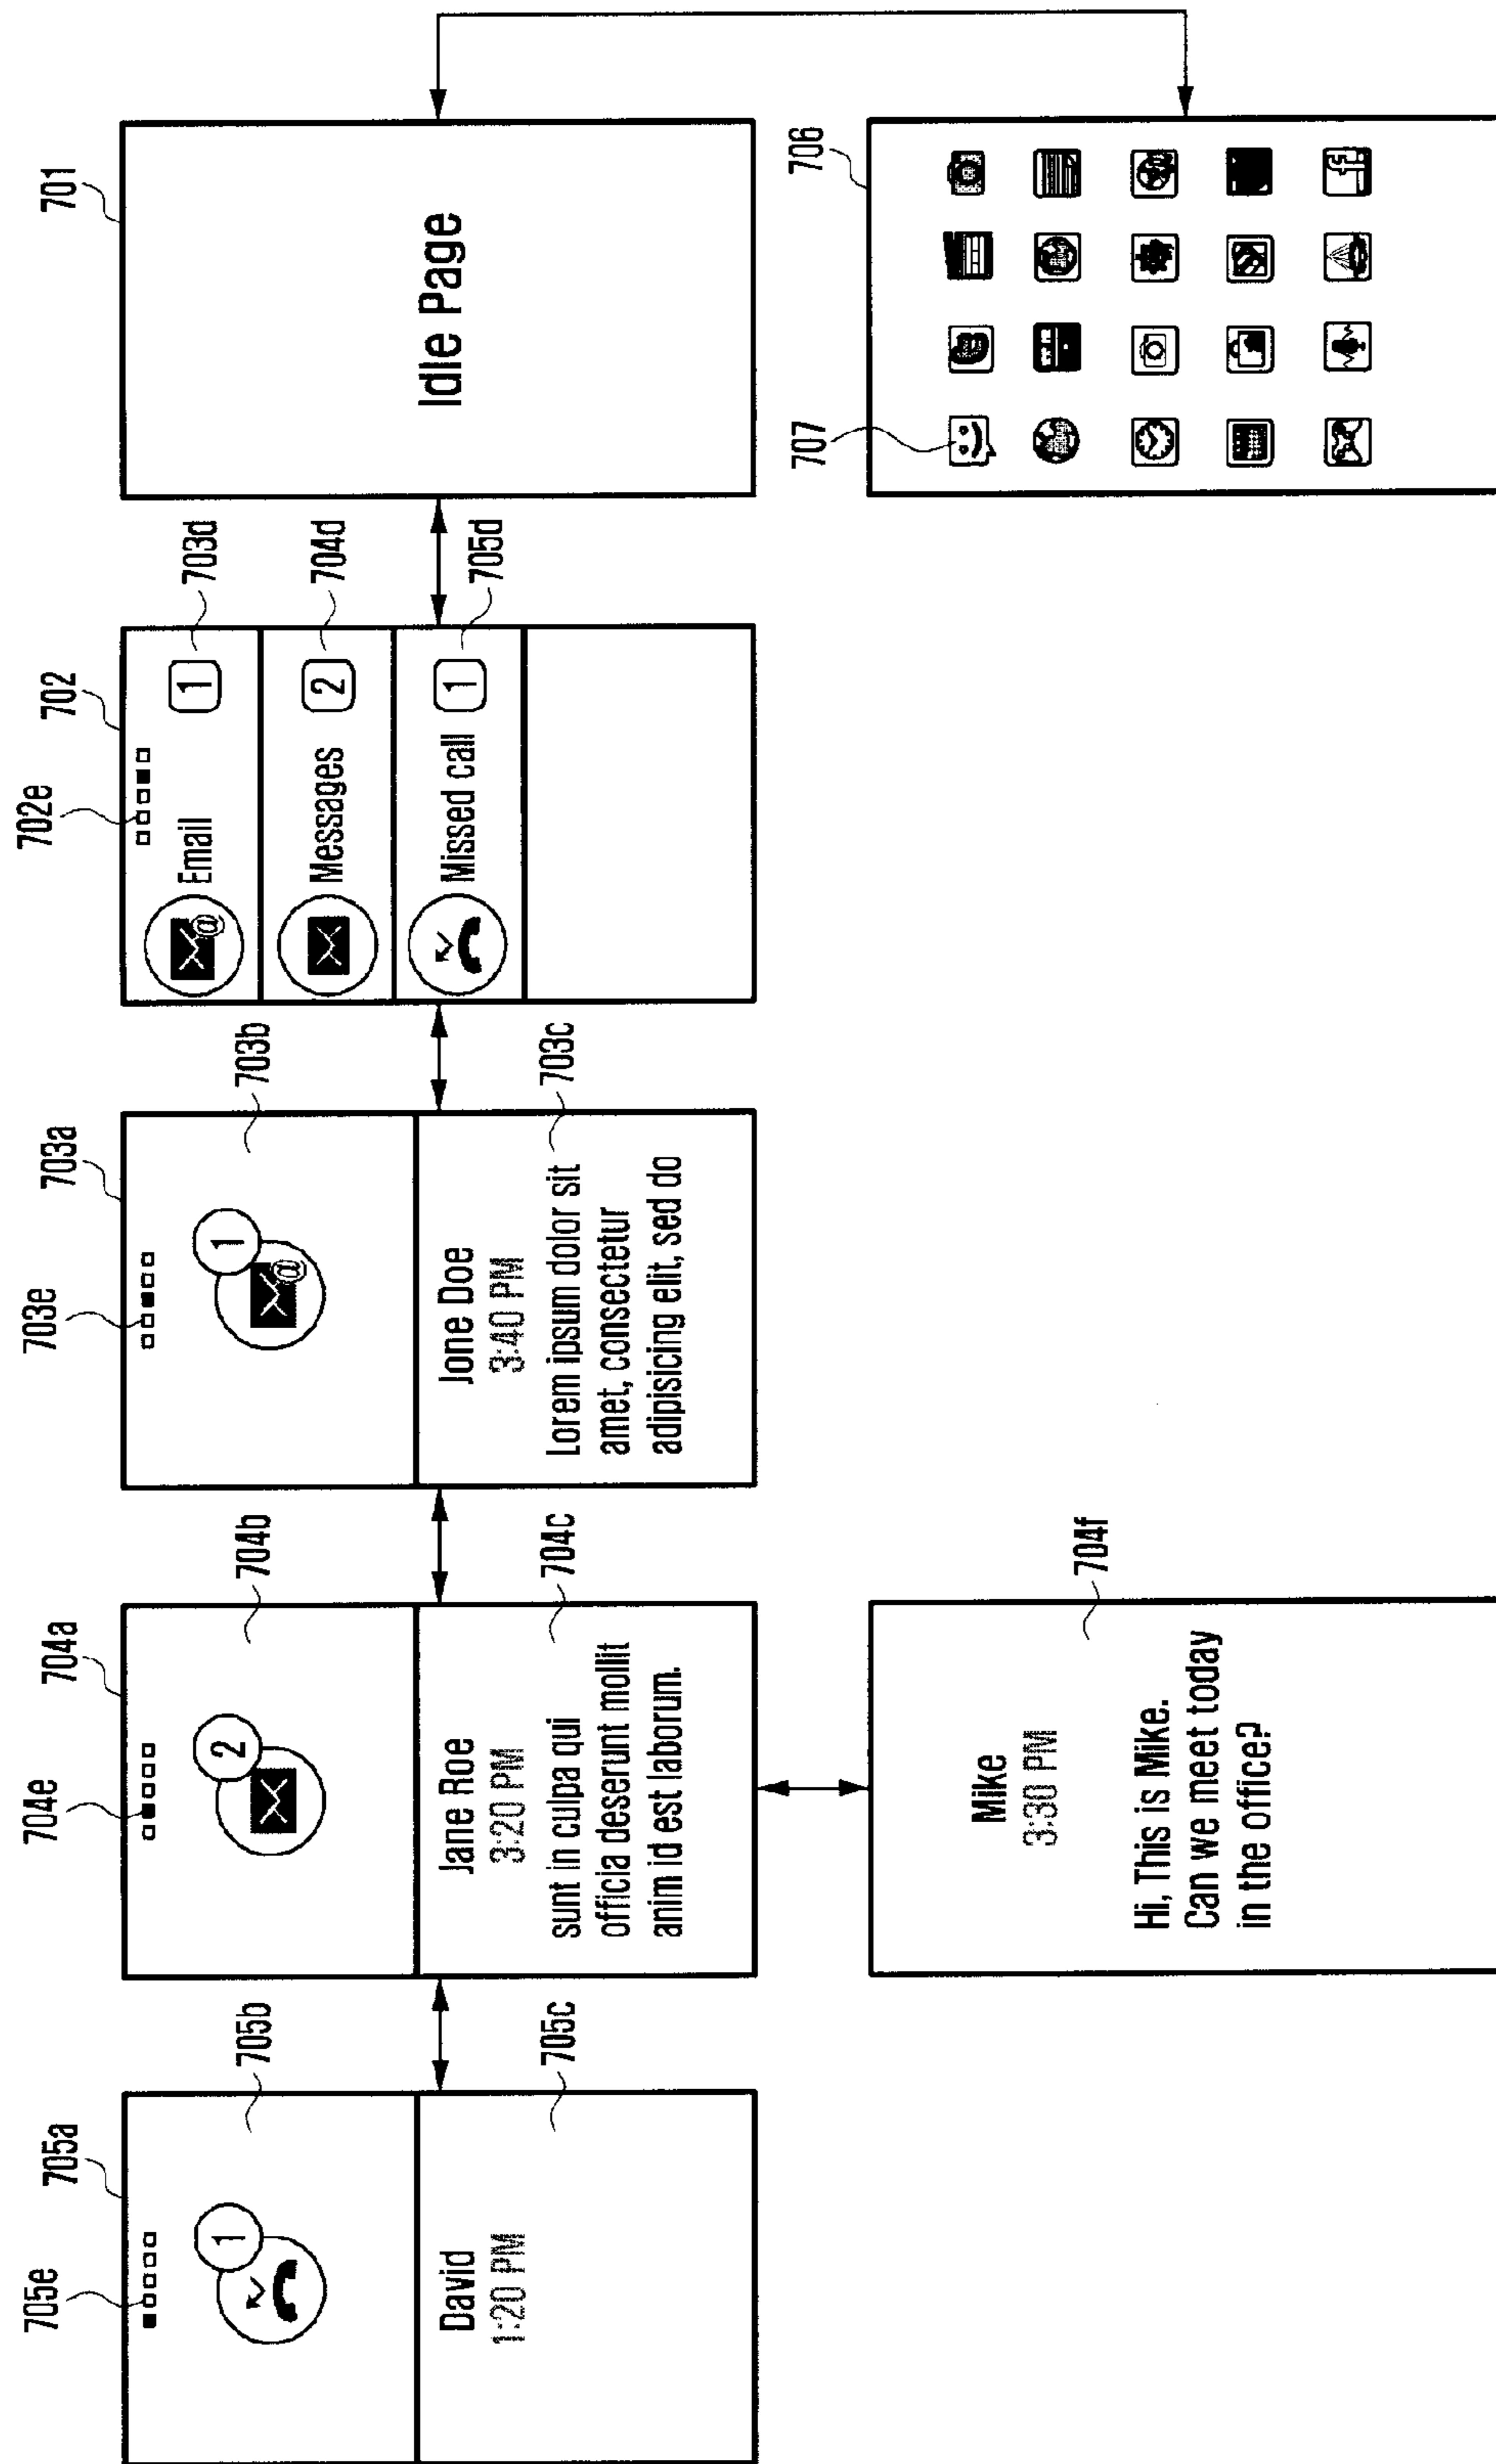 705e
705a
1
705b
David
1:20 PM
705c
704e
704a
2
704b
Jane Roe
3:20 PM
704c
sunt in culpa qui
officia deserunt mollit
anim id est laborum.
Mike
3:30 PM
704f
Hi, This is Mike.
Can we meet today
in the office?
703e
703a
1
703b
Jone Doe
3:40 PM
Lorem ipsum dolor sit
703c
amet, consectetur
adipisicing elit, sed do
702e
702
@ Email 1
703d
Messages 2
704d
Missed call 1
705d
701
Idle Page
707
706
f